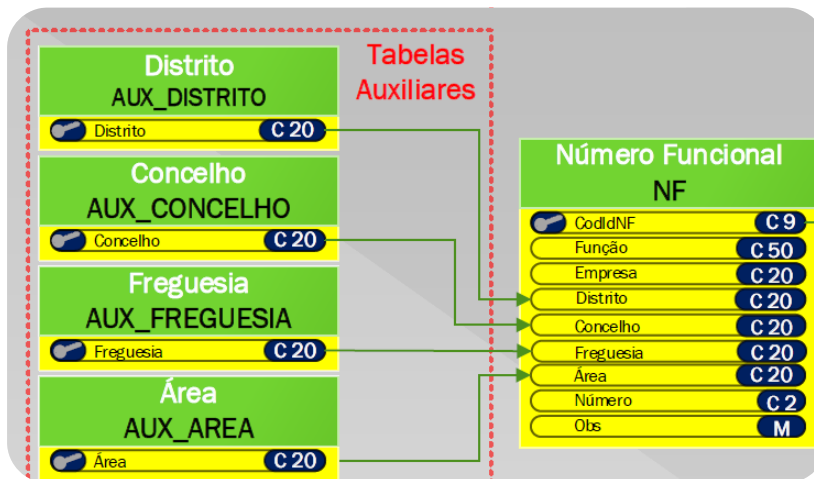 Tabelas
Auxiliares
Distrito
AUX_DISTRITO
Distrito C 20
Concelho
AUX_CONCELHO
Concelho C 20
Freguesia
AUX_FREGUESIA
Freguesia C 20
Área
AUX_AREA
Área C 20
Número Funcional
NF
CodIdNF C 9
Função C 50
Empresa C 20
Distrito C 20
Concelho C 20
Freguesia C 20
Área C 20
Número C 2
Obs M